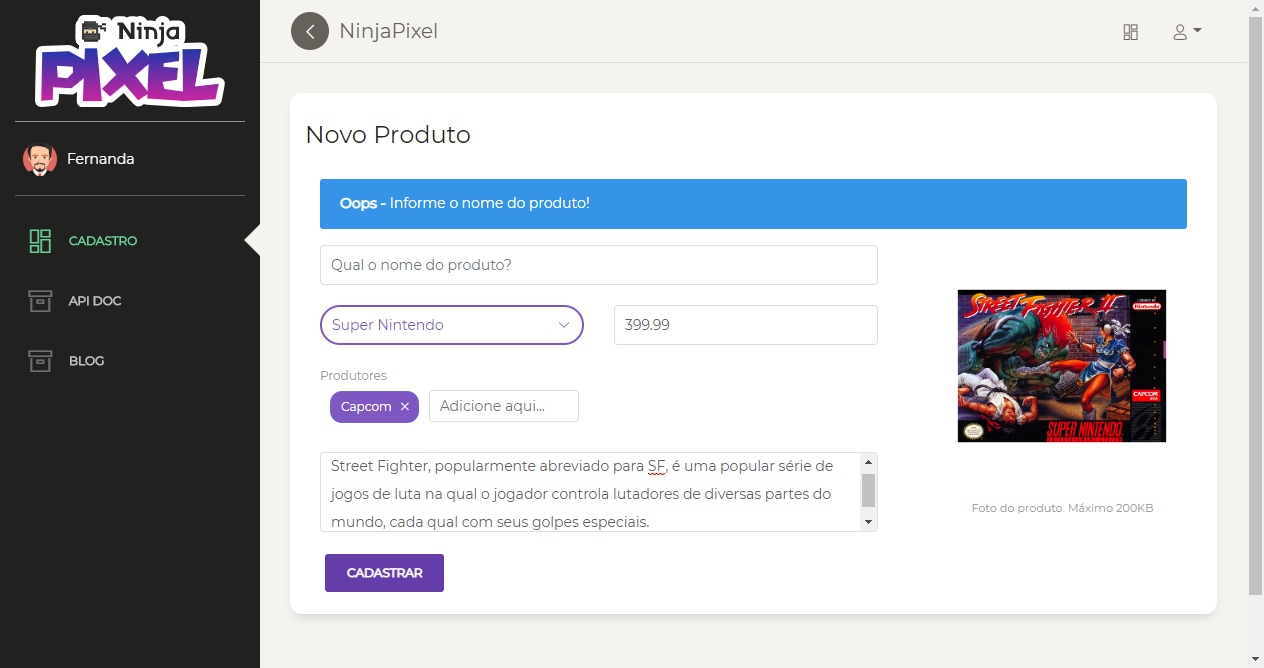 Ninja
PIXEL
NinjaPixel
Fernanda
CADASTRO
API DOC
BLOG
Novo Produto
Oops - Informe o nome do produto!
Qual o nome do produto?
Super Nintendo
399.99
Produtores
Capcom ×
Adicione aqui...
Street Fighter, popularmente abreviado para SF, é uma popular série de
jogos de luta na qual o jogador controla lutadores de diversas partes do
mundo, cada qual com seus golpes especiais.
CADASTRAR
STREET FIGHTER II
Nintendo
CAPCOM
SUPER NINTENDO
Foto do produto. Máximo 200KB